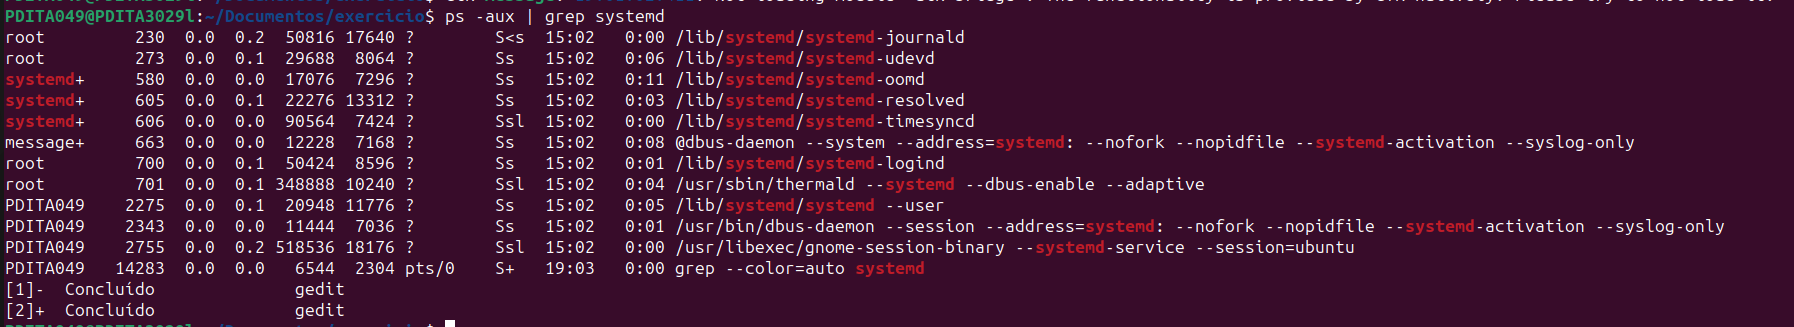 PDITA049@PDITA3029l:~/Documentos/exercicio$ ps -aux | grep systemd
root         230  0.0  0.2  50816 17640 ?        S<s  15:02   0:00 /lib/systemd/systemd-journald
root         273  0.0  0.1  29688  8064 ?        Ss   15:02   0:06 /lib/systemd/systemd-udevd
systemd+     580  0.0  0.0  17076  7296 ?        Ss   15:02   0:11 /lib/systemd/systemd-oomd
systemd+     605  0.0  0.1  22276 13312 ?        Ss   15:02   0:03 /lib/systemd/systemd-resolved
systemd+     606  0.0  0.0  90564  7424 ?        Ssl  15:02   0:00 /lib/systemd/systemd-timesyncd
message+     663  0.0  0.0  12228  7168 ?        Ss   15:02   0:08 @dbus-daemon --system --address=systemd: --nofork --nopidfile --systemd-activation --syslog-only
root         700  0.0  0.1  50424  8596 ?        Ss   15:02   0:01 /lib/systemd/systemd-logind
root         701  0.0  0.1 348888 10240 ?        Ssl  15:02   0:04 /usr/sbin/thermald --systemd --dbus-enable --adaptive
PDITA049    2275  0.0  0.1  20948 11776 ?        Ss   15:02   0:05 /lib/systemd/systemd --user
PDITA049    2343  0.0  0.0  11444  7036 ?        Ss   15:02   0:01 /usr/bin/dbus-daemon --session --address=systemd: --nofork --nopidfile --systemd-activation --syslog-only
PDITA049    2755  0.0  0.2 518536 18176 ?        Ssl  15:02   0:00 /usr/libexec/gnome-session-binary --systemd-service --session=ubuntu
PDITA049   14283  0.0  0.0   6544  2304 pts/0    S+   19:03   0:00 grep --color=auto systemd
[1]-  Concluído              gedit
[2]+  Concluído              gedit